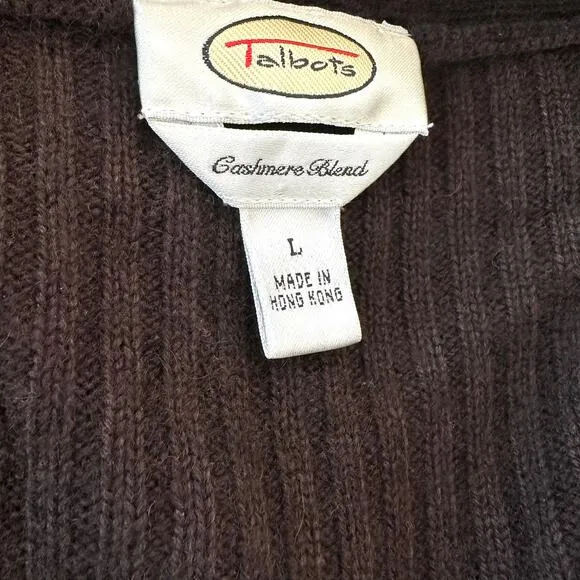 Talbots
Cashmere Blend
L
MADE IN
HONG KONG